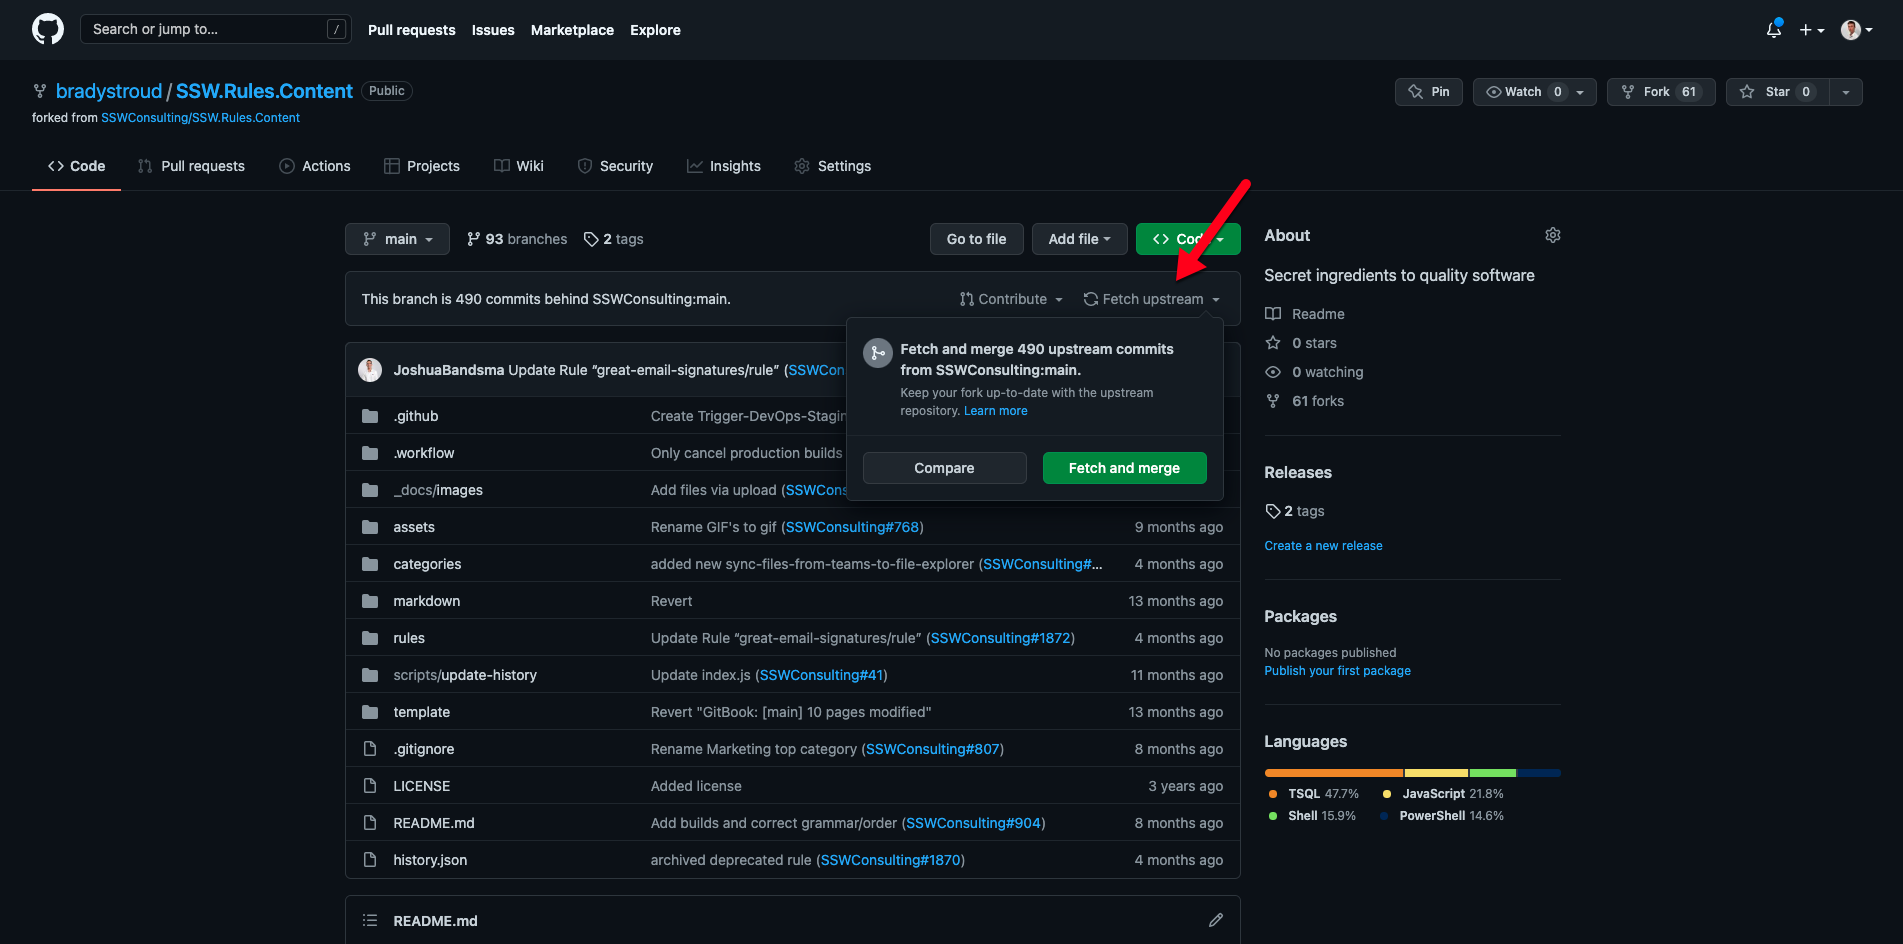 Search or jump to...
/
Pull requests
Issues
Marketplace
Explore
bradystroud / SSW.Rules.Content
Public
forked from SSWConsulting/SSW.Rules.Content
Pin
Watch 0
Fork 61
Star 0
Code
Pull requests
Actions
Projects
Wiki
Security
Insights
Settings
main
93 branches
2 tags
Go to file
Add file
Code
This branch is 490 commits behind SSWConsulting:main.
Contribute
Fetch upstream
Fetch and merge 490 upstream commits
from SSWConsulting:main.
Keep your fork up-to-date with the upstream
repository. Learn more
Compare
Fetch and merge
JoshuaBandsma Update Rule “great-email-signatures/rule” (SSWCon
.github
Create Trigger-DevOps-Stagin
.workflow
Only cancel production builds
_docs/images
Add files via upload (SSWCons
assets
Rename GIF's to gif (SSWConsulting#768)
9 months ago
categories
added new sync-files-from-teams-to-file-explorer (SSWConsulting#...
4 months ago
markdown
Revert
13 months ago
rules
Update Rule “great-email-signatures/rule” (SSWConsulting#1872)
4 months ago
scripts/update-history
Update index.js (SSWConsulting#41)
11 months ago
template
Revert "GitBook: [main] 10 pages modified"
13 months ago
.gitignore
Rename Marketing top category (SSWConsulting#807)
8 months ago
LICENSE
Added license
3 years ago
README.md
Add builds and correct grammar/order (SSWConsulting#904)
8 months ago
history.json
archived deprecated rule (SSWConsulting#1870)
4 months ago
README.md
About
Secret ingredients to quality software
Readme
0 stars
0 watching
61 forks
Releases
2 tags
Create a new release
Packages
No packages published
Publish your first package
Languages
TSQL 47.7%
JavaScript 21.8%
Shell 15.9%
PowerShell 14.6%